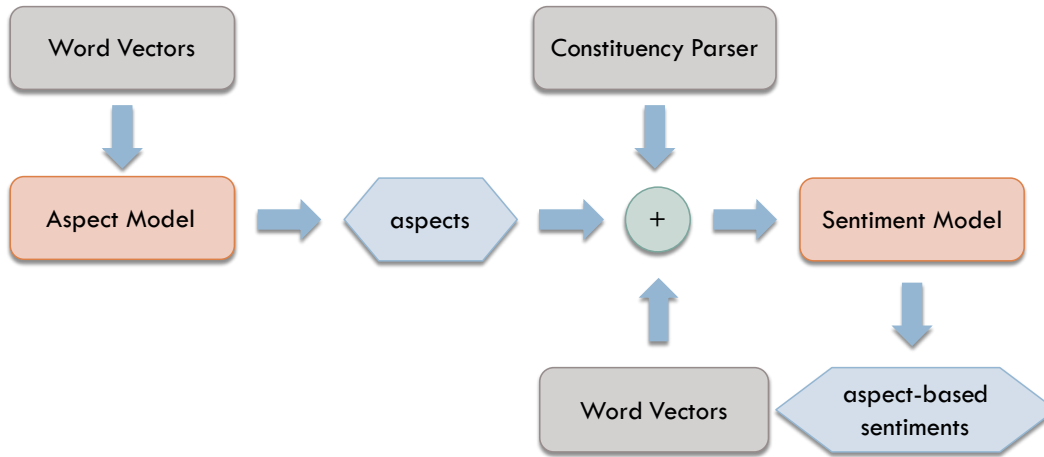 Word Vectors
Constituency Parser
Aspect Model
aspects
+
Sentiment Model
Word Vectors
aspect-based
sentiments